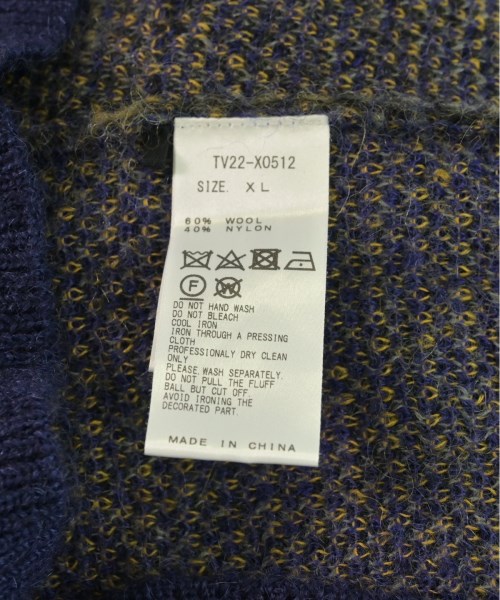 TV22-X0512
SIZE. XL
60% WOOL
40% NYLON
F W
DO NOT HAND WASH
DO NOT BLEACH
COOL IRON
IRON THROUGH A PRESSING
CLOTH
PROFESSIONALY DRY CLEAN
ONLY
PLEASE WASH SEPARATELY.
DO NOT PULL THE FLUFF
BALL BUT CUT OFF.
AVOID IRONING THE
DECORATED PART.
MADE IN CHINA